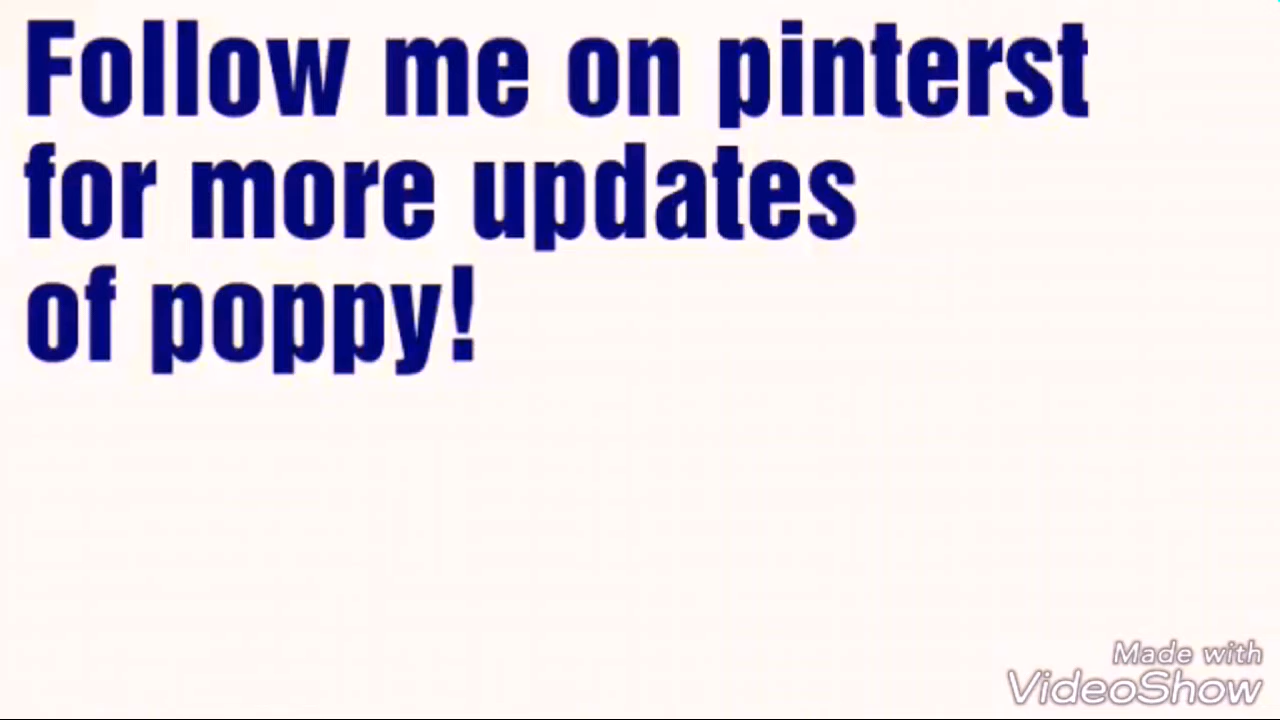 Follow me on pinterst
for more updates
of poppy!
Made with
VideoShow